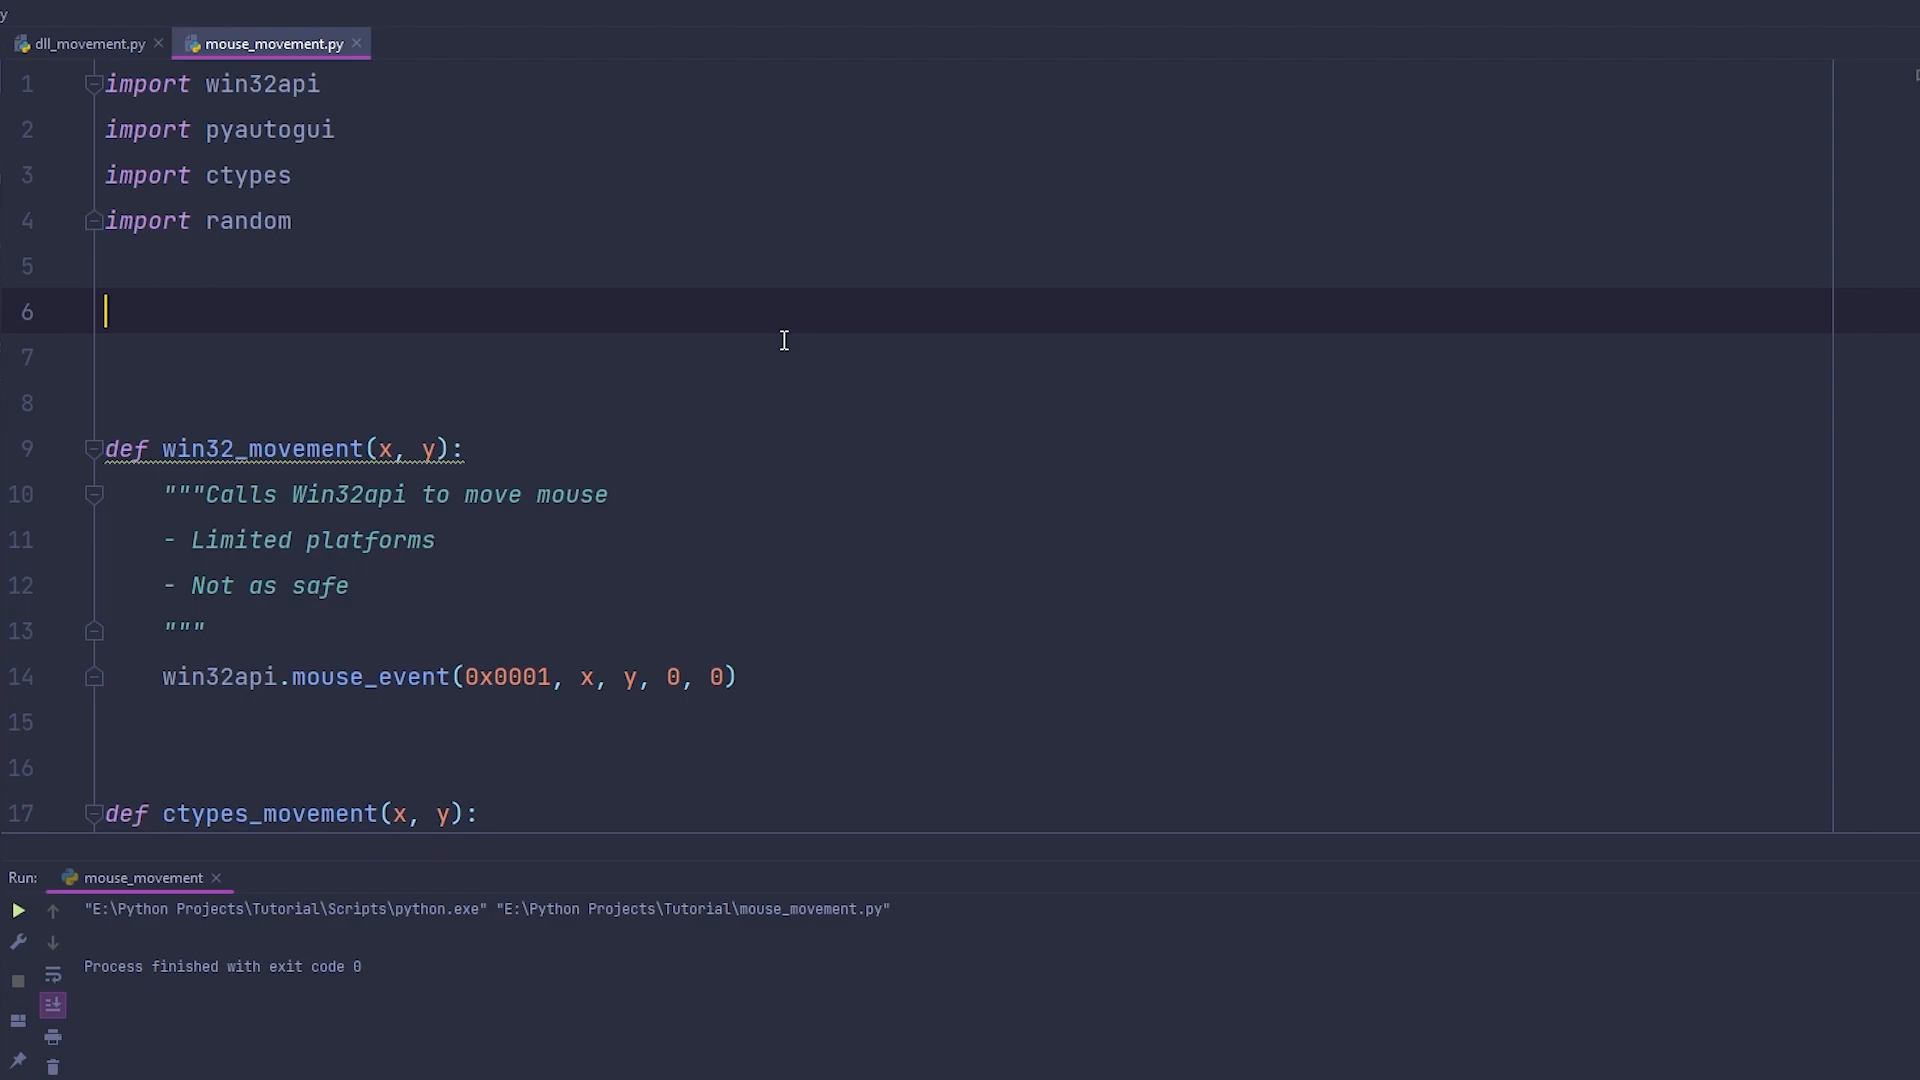 y
dll_movement.py
mouse_movement.py
1 import win32api
2 import pyautogui
3 import ctypes
4 import random
5
6
7
8
9 def win32_movement(x, y):
10 """Calls Win32api to move mouse
11 - Limited platforms
12 - Not as safe
13 """
14 win32api.mouse_event(0x0001, x, y, 0, 0)
15
16
17 def ctypes_movement(x, y):
Run: mouse_movement
"E:\Python Projects\Tutorial\Scripts\python.exe" "E:\Python Projects\Tutorial\mouse_movement.py"
Process finished with exit code 0